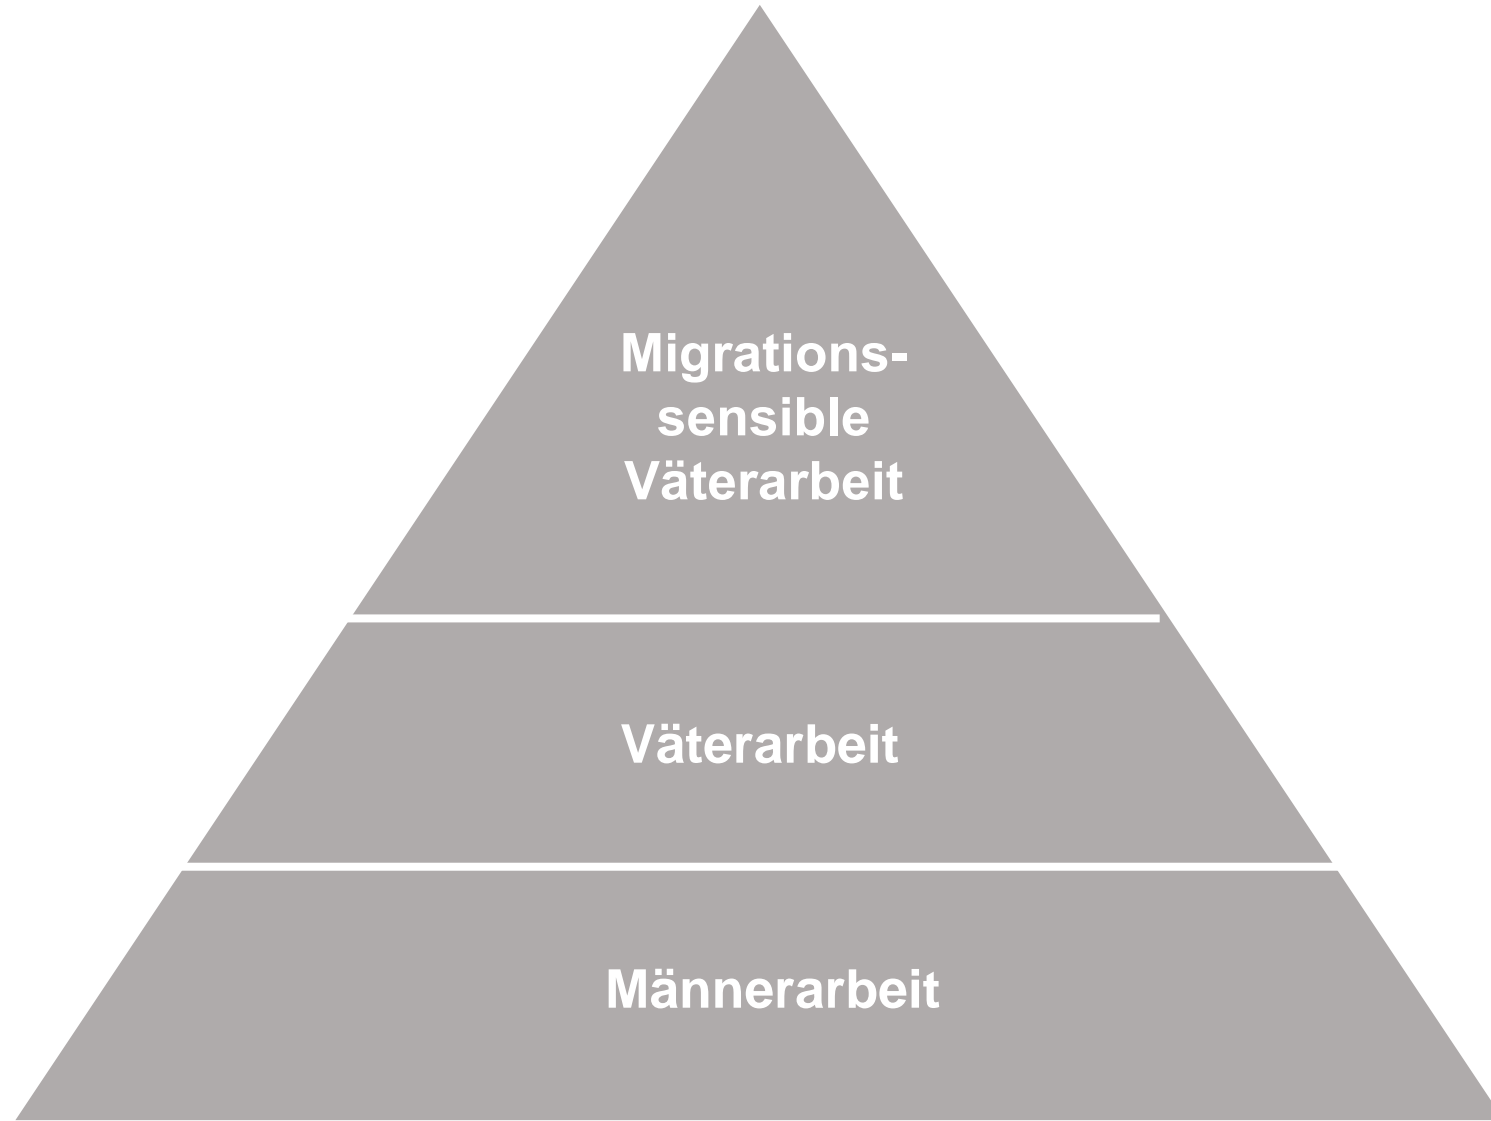 Migrations-
sensible
Väterarbeit
Väterarbeit
Männerarbeit